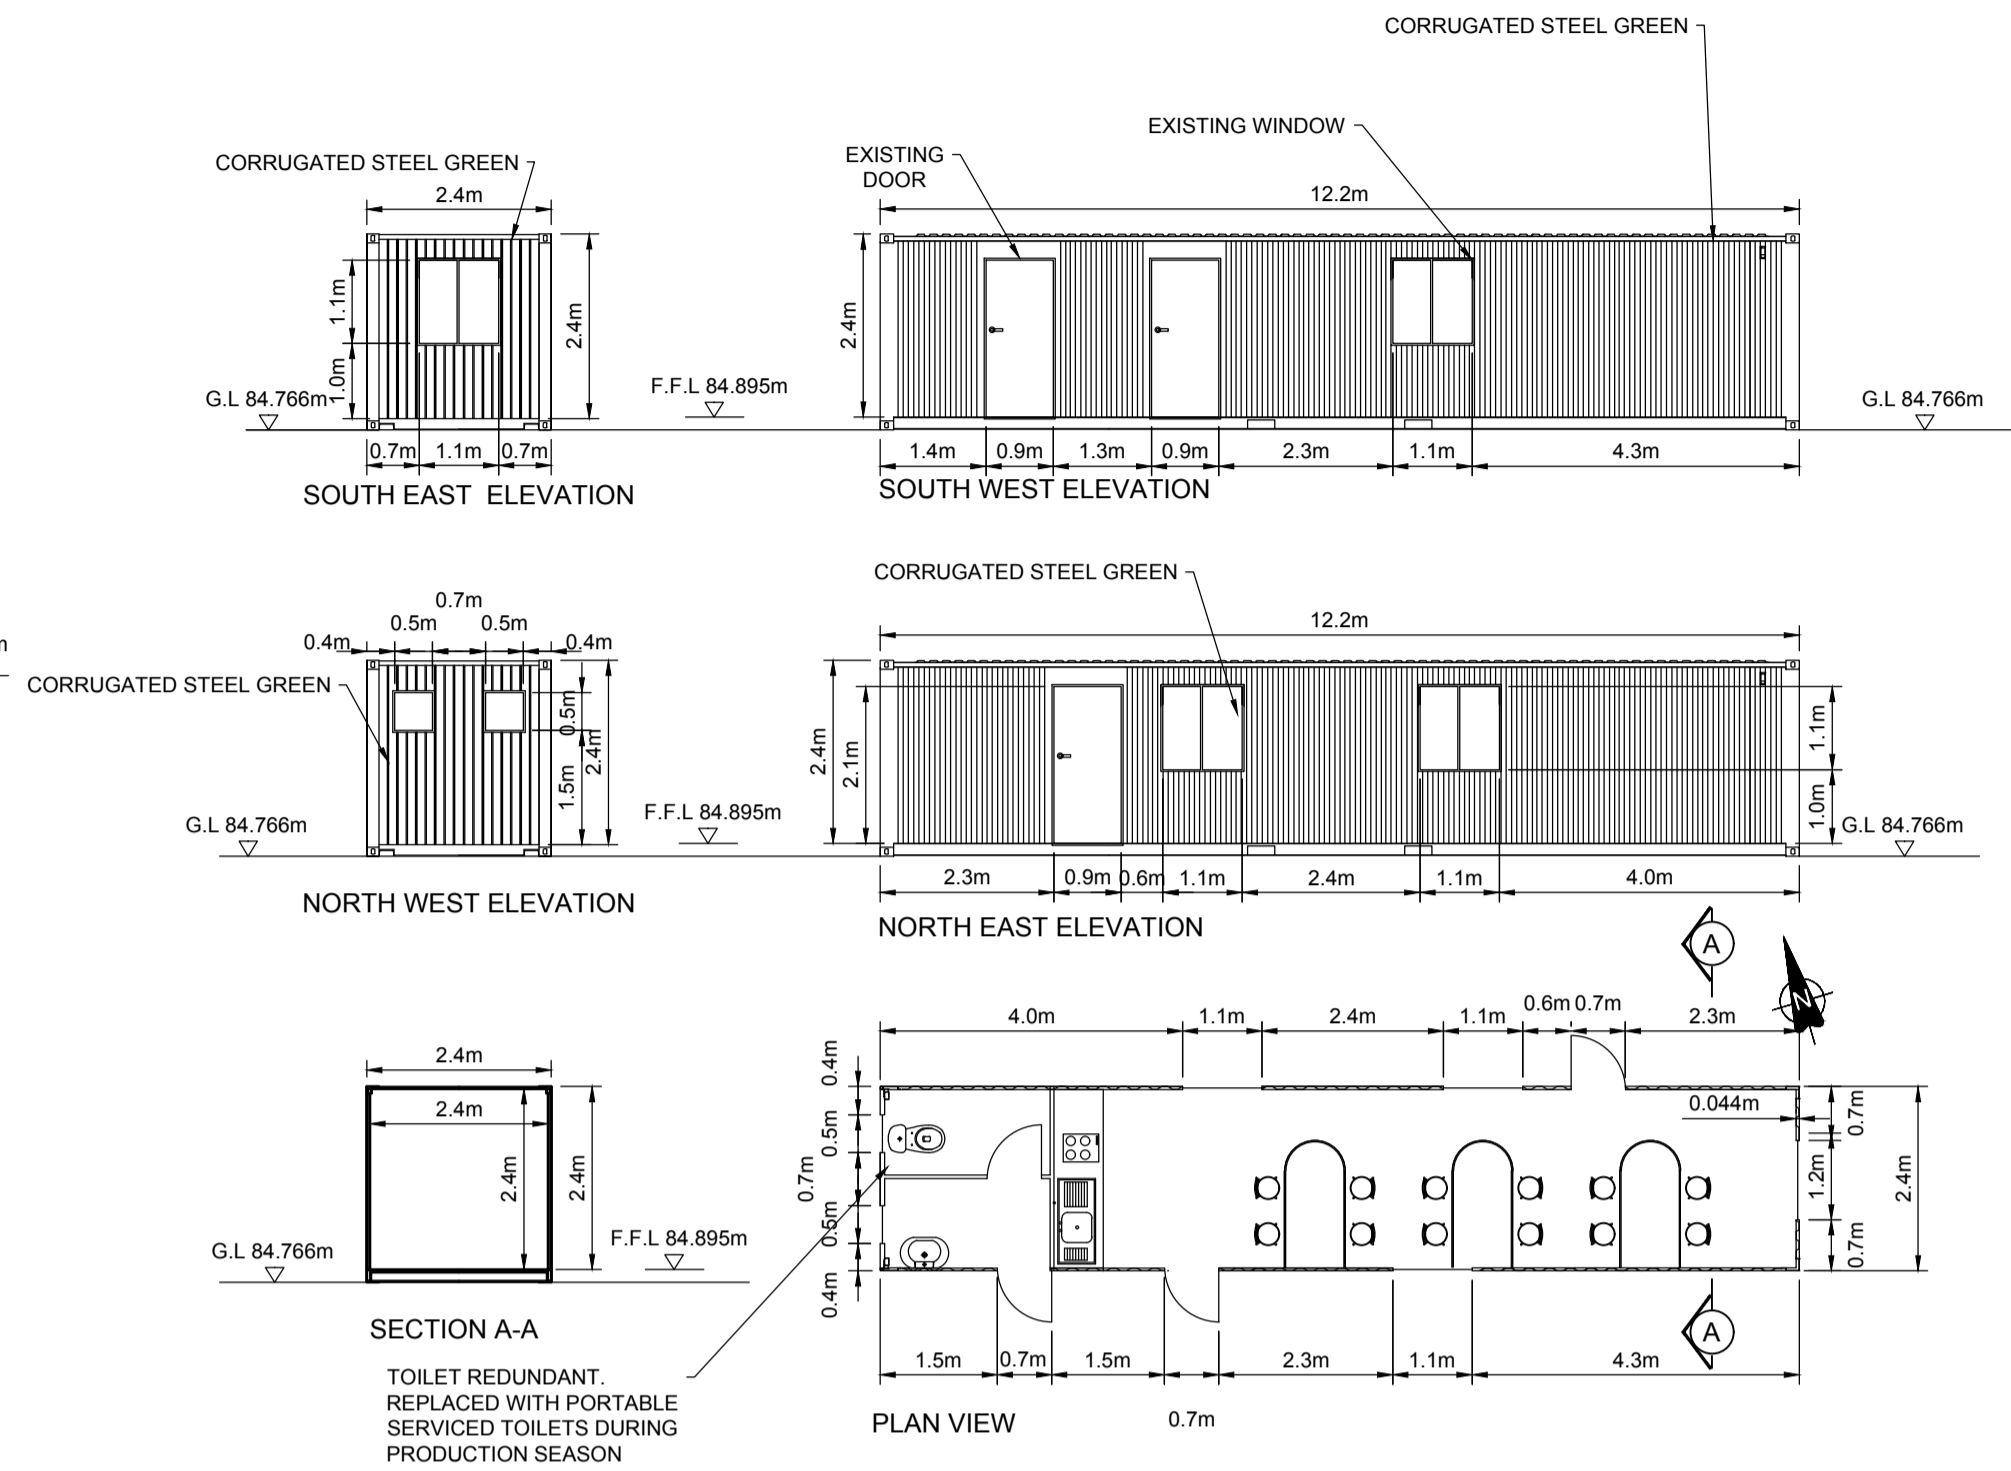 CORRUGATED STEEL GREEN
EXISTING WINDOW
EXISTING
DOOR
CORRUGATED STEEL GREEN
2.4m
12.2m
1.1m
1.0m
2.4m
2.4m
G.L 84.766m
F.F.L 84.895m
G.L 84.766m
0.7m
1.1m
0.7m
1.4m
0.9m
1.3m
0.9m
2.3m
1.1m
4.3m
SOUTH EAST ELEVATION
SOUTH WEST ELEVATION
CORRUGATED STEEL GREEN
0.7m
0.5m
0.5m
0.4m
0.4m
12.2m
m
CORRUGATED STEEL GREEN
0.5m
1.5m
2.4m
2.4m
2.1m
1.1m
1.0m
G.L 84.766m
F.F.L 84.895m
G.L 84.766m
2.3m
0.9m
0.6m
1.1m
2.4m
1.1m
4.0m
NORTH WEST ELEVATION
NORTH EAST ELEVATION
A
N
4.0m
1.1m
2.4m
1.1m
0.6m
0.7m
2.3m
2.4m
2.4m
2.4m
2.4m
0.4m
0.5m
0.7m
0.5m
0.4m
0.044m
0.7m
1.2m
0.7m
2.4m
G.L 84.766m
F.F.L 84.895m
SECTION A-A
A
TOILET REDUNDANT.
REPLACED WITH PORTABLE
SERVICED TOILETS DURING
PRODUCTION SEASON
1.5m
0.7m
1.5m
2.3m
1.1m
4.3m
PLAN VIEW
0.7m